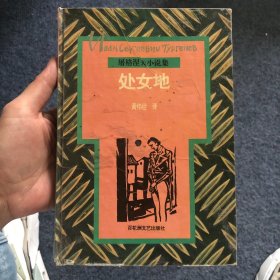 屠格涅夫小说集
处女地
黄伟经 译
百花洲文艺出版社